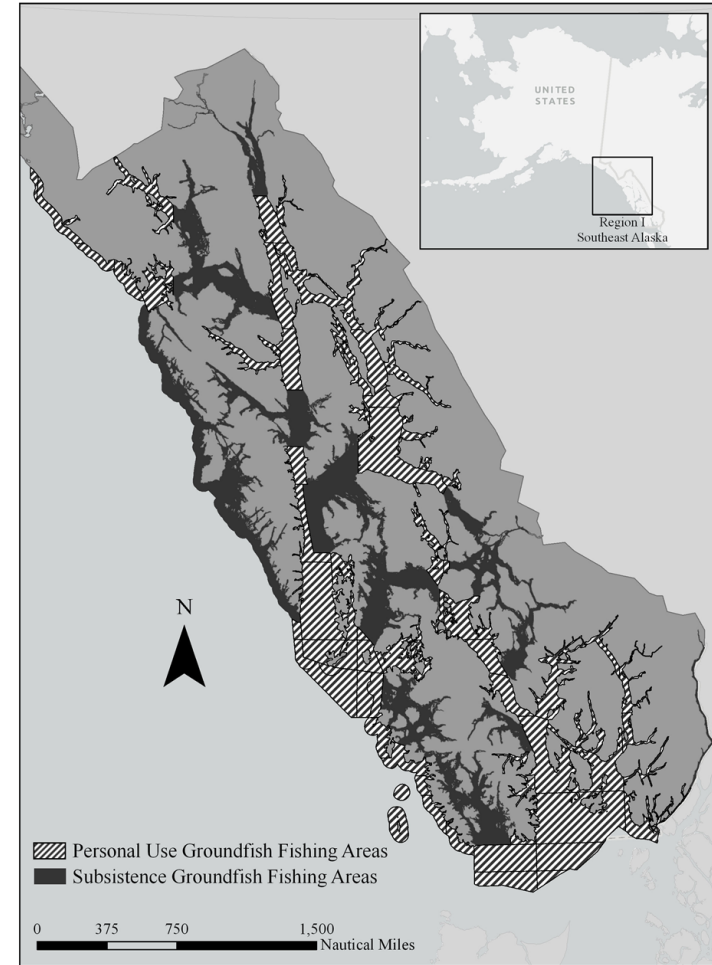 UNITED
STATES
Region I
Southeast Alaska
N
Personal Use Groundfish Fishing Areas
Subsistence Groundfish Fishing Areas
0 375 750 1,500
Nautical Miles